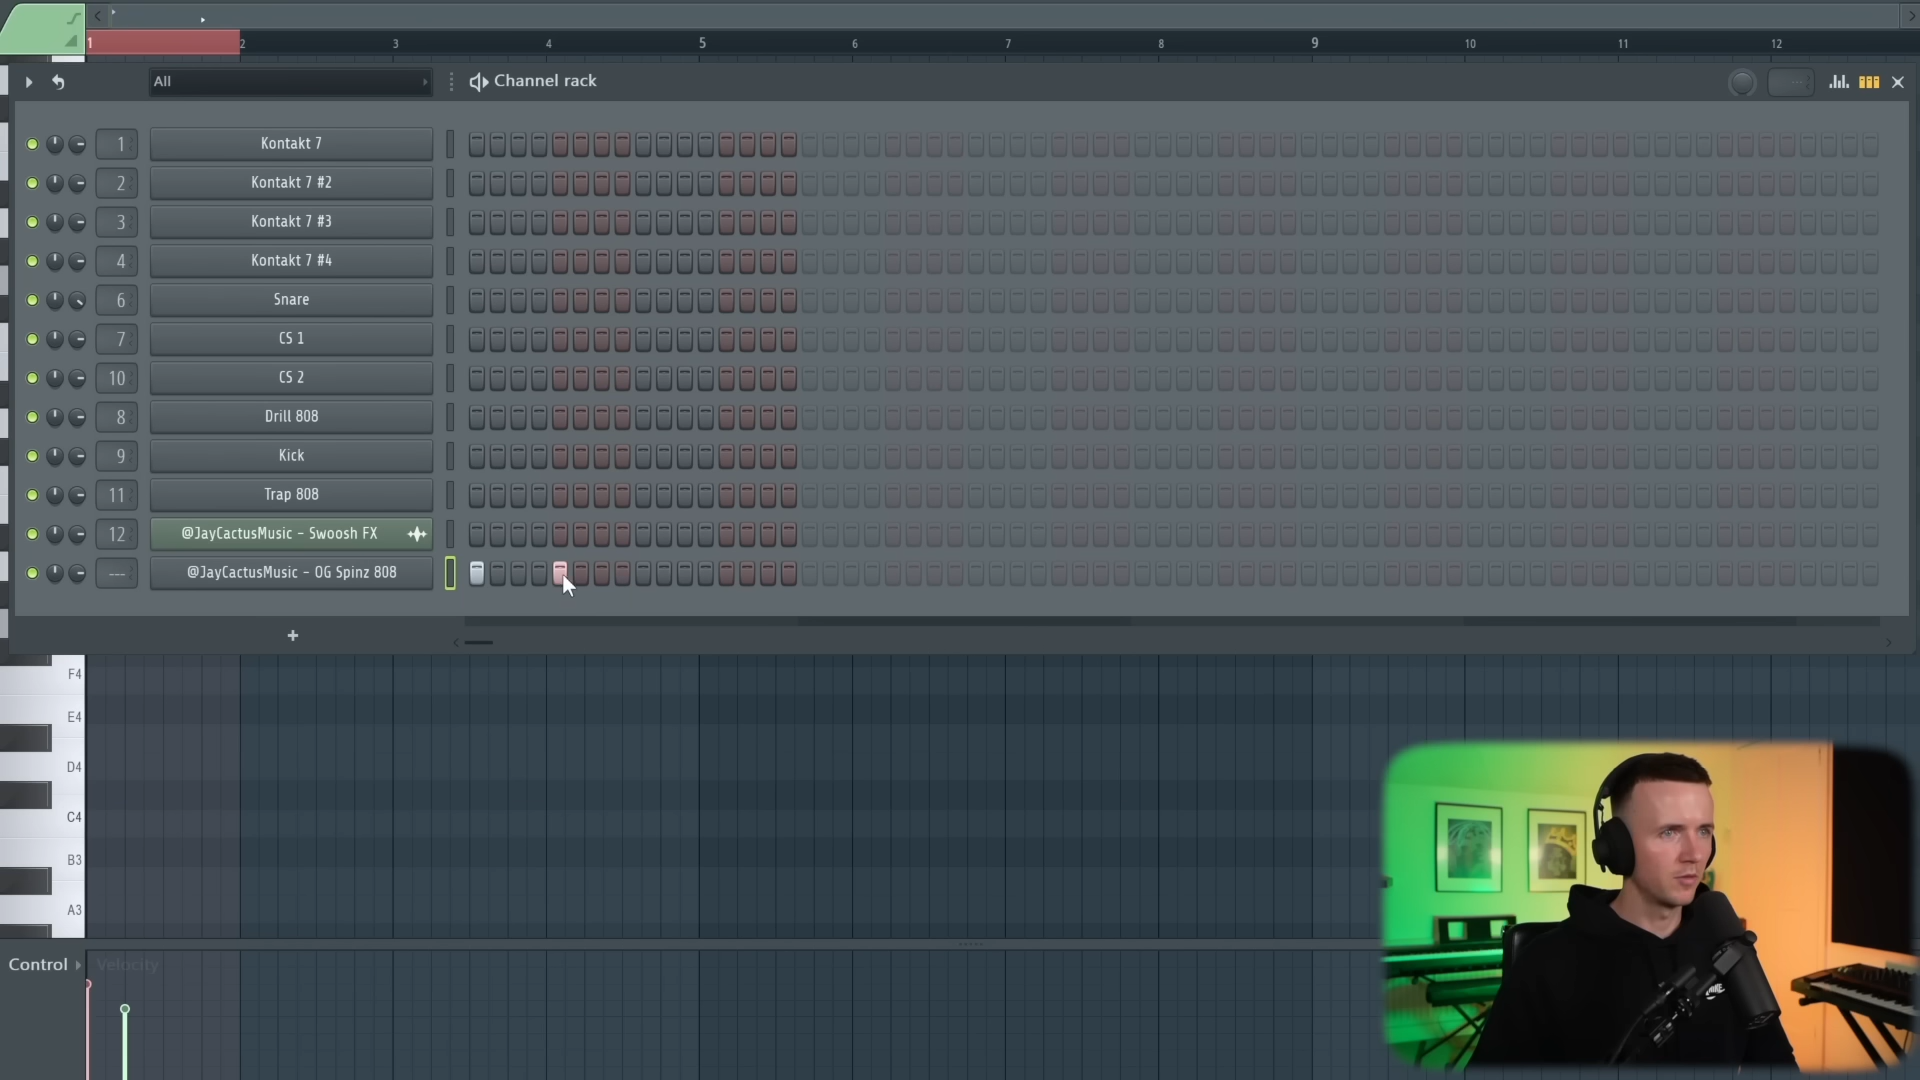 1 2 3 4 5 6 7 8 9 10 11 12
All Channel rack
1 Kontakt 7
2 Kontakt 7 #2
3 Kontakt 7 #3
4 Kontakt 7 #4
6 Snare
7 CS 1
10 CS 2
8 Drill 808
9 Kick
11 Trap 808
12 @JayCactusMusic - Swoosh FX
--- @JayCactusMusic - OG Spinz 808
+
F4
E4
D4
C4
B3
A3
Control Velocity